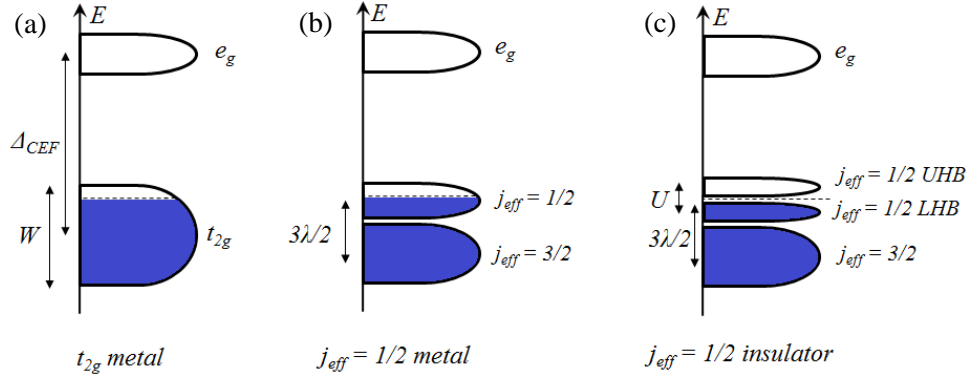 (a)
E
e_g
Δ_CEF
W
t_2g
t_2g metal
(b)
E
e_g
j_eff = 1/2
3λ/2
j_eff = 3/2
j_eff = 1/2 metal
(c)
E
e_g
j_eff = 1/2 UHB
U
j_eff = 1/2 LHB
3λ/2
j_eff = 3/2
j_eff = 1/2 insulator